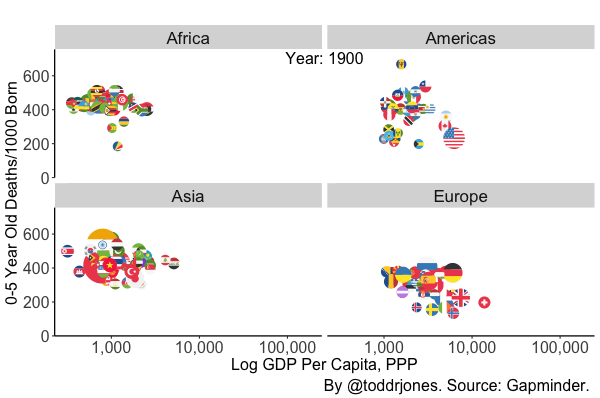 Africa
Americas
Year: 1900
600
400
200
0
Asia
Europe
600
400
200
0
0-5 Year Old Deaths/1000 Born
1,000 10,000 100,000 1,000 10,000 100,000
Log GDP Per Capita, PPP
By @toddrjones. Source: Gapminder.